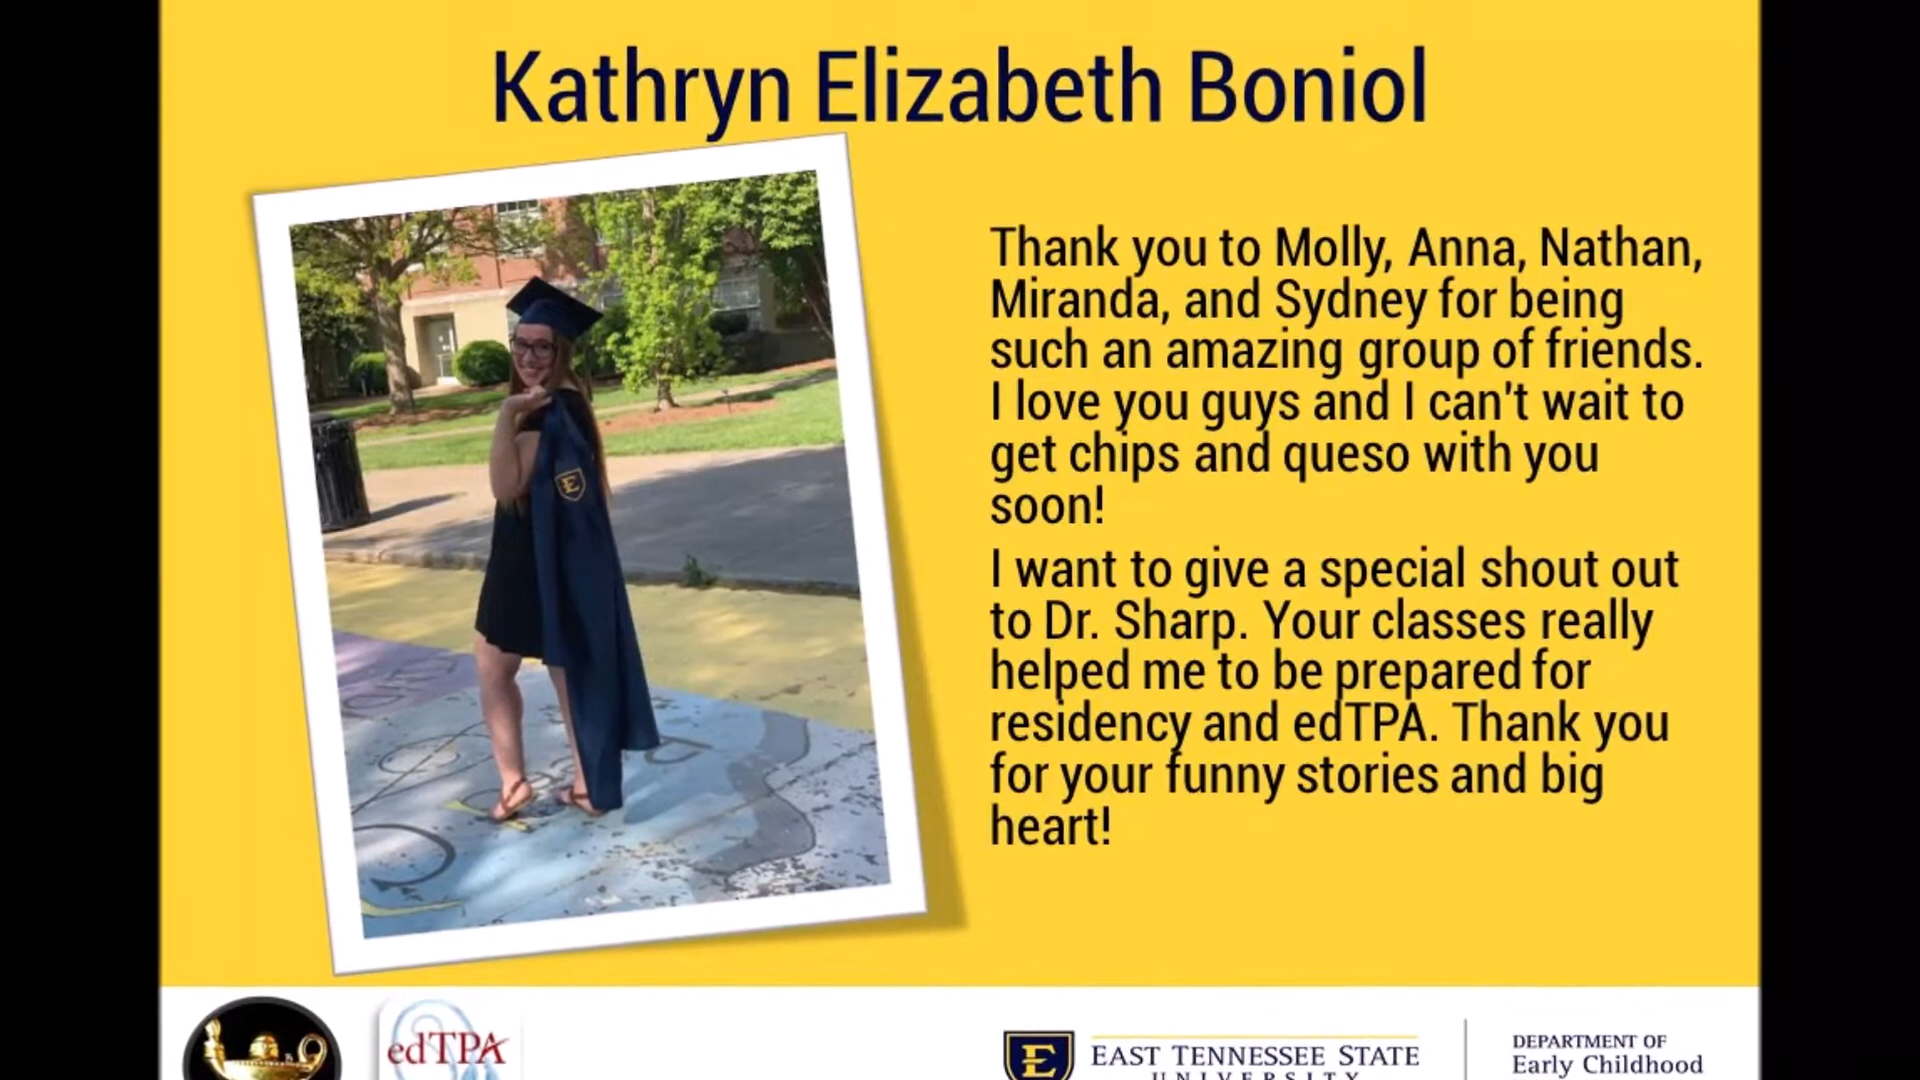 Kathryn Elizabeth Boniol
Thank you to Molly, Anna, Nathan,
Miranda, and Sydney for being
such an amazing group of friends.
I love you guys and I can't wait to
get chips and queso with you
soon!
I want to give a special shout out
to Dr. Sharp. Your classes really
helped me to be prepared for
residency and edTPA. Thank you
for your funny stories and big
heart!
E
edTPA
E
EAST TENNESSEE STATE
UNIVERSITY
DEPARTMENT OF
Early Childhood